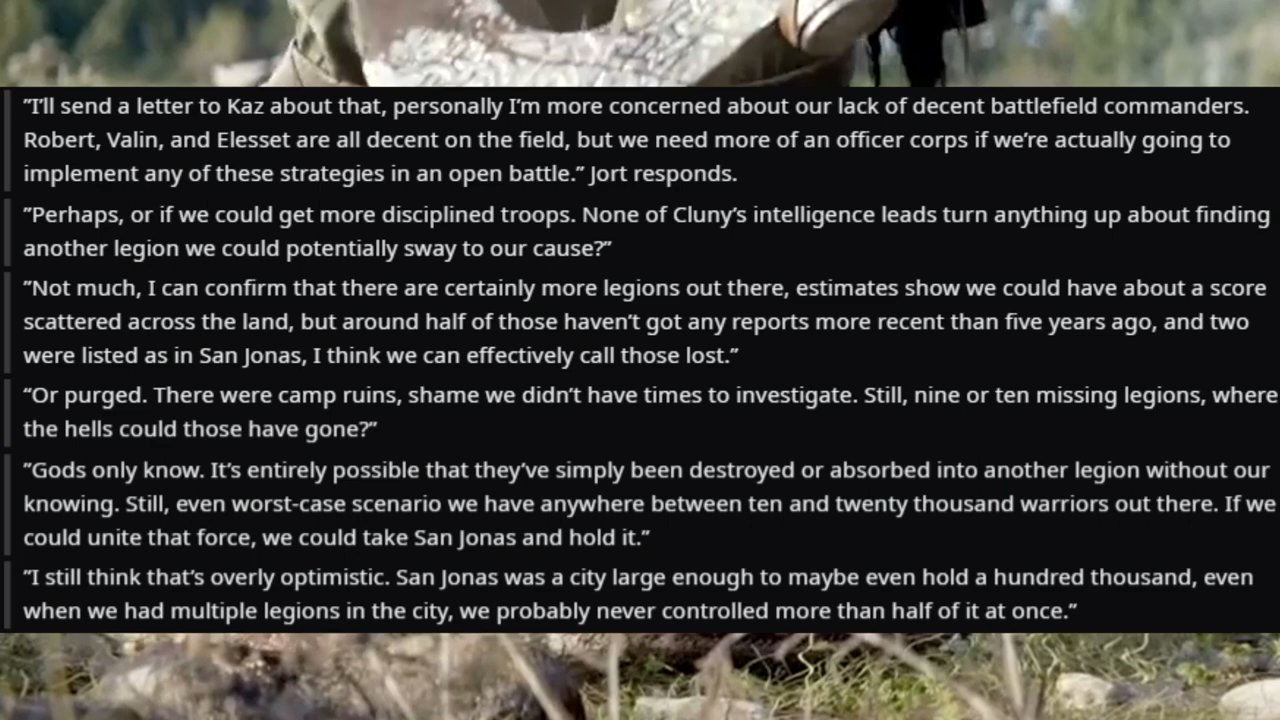 ”I’ll send a letter to Kaz about that, personally I’m more concerned about our lack of decent battlefield commanders.
Robert, Valin, and Elesset are all decent on the field, but we need more of an officer corps if we’re actually going to
implement any of these strategies in an open battle.” Jort responds.
”Perhaps, or if we could get more disciplined troops. None of Cluny’s intelligence leads turn anything up about finding
another legion we could potentially sway to our cause?”
”Not much, I can confirm that there are certainly more legions out there, estimates show we could have about a score
scattered across the land, but around half of those haven’t got any reports more recent than five years ago, and two
were listed as in San Jonas, I think we can effectively call those lost.”
“Or purged. There were camp ruins, shame we didn’t have times to investigate. Still, nine or ten missing legions, where
the hells could those have gone?”
”Gods only know. It’s entirely possible that they’ve simply been destroyed or absorbed into another legion without our
knowing. Still, even worst-case scenario we have anywhere between ten and twenty thousand warriors out there. If we
could unite that force, we could take San Jonas and hold it.”
”I still think that’s overly optimistic. San Jonas was a city large enough to maybe even hold a hundred thousand, even
when we had multiple legions in the city, we probably never controlled more than half of it at once.”